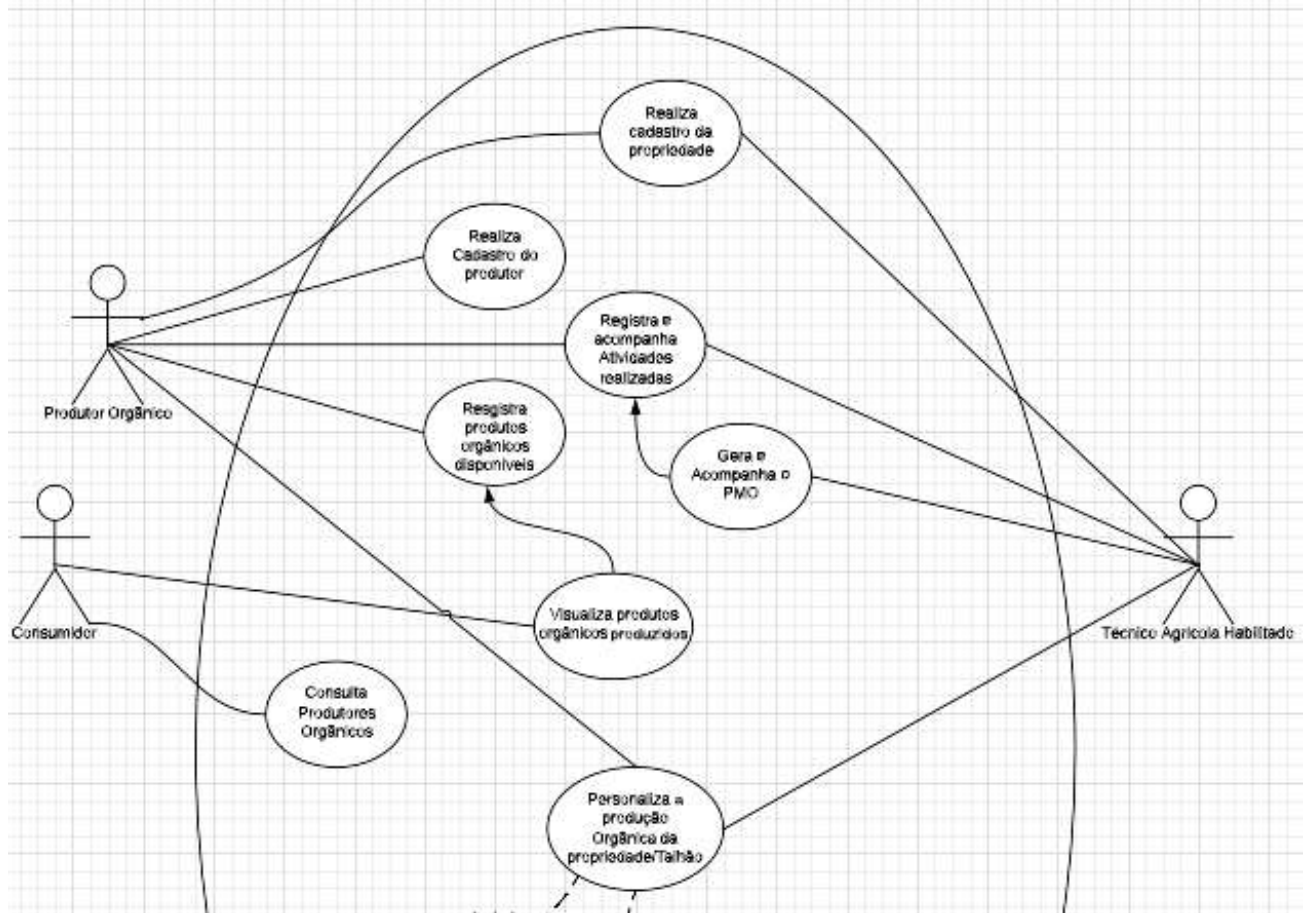 Realiza
cadastro da
propriedade
Realiza
Cadastro do
produtor
Registra e
acompanha
Atividades
realizadas
Produtor Orgânico
Resgistra
produtos
orgânicos
disponíveis
Gera e
Acompanha o
PMO
Visualiza produtos
orgânicos produzidos
Consumidor
Técnico Agrícola Habilitado
Consulta
Produtores
Orgânicos
Personaliza a
produção
Orgânica da
propriedade/Talhão